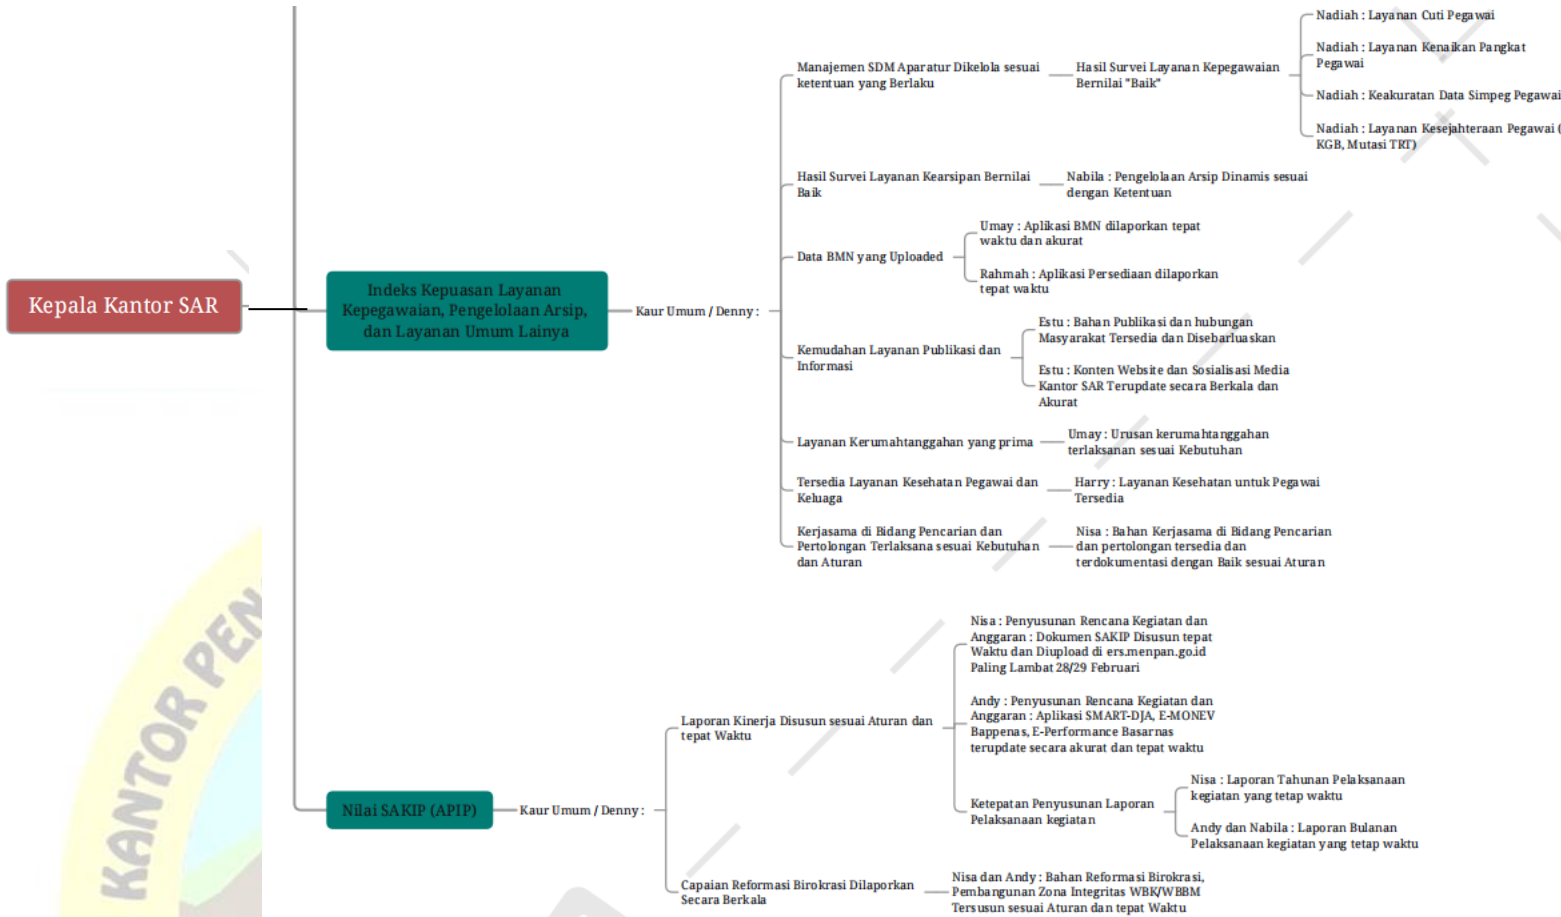 Kepala Kantor SAR
Indeks Kepuasan Layanan
Kepegawaian, Pengelolaan Arsip,
dan Layanan Umum Lainya
Kaur Umum / Denny :
Manajemen SDM Aparatur Dikelola sesuai
ketentuan yang Berlaku
Hasil Survei Layanan Kepegawaian
Bernilai "Baik"
Nadiah : Layanan Cuti Pegawai
Nadiah : Layanan Kenaikan Pangkat
Pegawai
Nadiah : Keakuratan Data Simpeg Pegawai
Nadiah : Layanan Kesejahteraan Pegawai (
KGB, Mutasi TRT)
Hasil Survei Layanan Kearsipan Bernilai
Baik
Nabila : Pengelolaan Arsip Dinamis sesuai
dengan Ketentuan
Data BMN yang Uploaded
Umay : Aplikasi BMN dilaporkan tepat
waktu dan akurat
Rahmah : Aplikasi Persediaan dilaporkan
tepat waktu
Kemudahan Layanan Publikasi dan
Informasi
Estu : Bahan Publikasi dan hubungan
Masyarakat Tersedia dan Disebarluaskan
Estu : Konten Website dan Sosialisasi Media
Kantor SAR Terupdate secara Berkala dan
Akurat
Layanan Kerumahtanggahan yang prima
Umay : Urusan kerumahtanggahan
terlaksanan sesuai Kebutuhan
Tersedia Layanan Kesehatan Pegawai dan
Keluaga
Harry : Layanan Kesehatan untuk Pegawai
Tersedia
Kerjasama di Bidang Pencarian dan
Pertolongan Terlaksana sesuai Kebutuhan
dan Aturan
Nisa : Bahan Kerjasama di Bidang Pencarian
dan pertolongan tersedia dan
terdokumentasi dengan Baik sesuai Aturan
Nilai SAKIP (APIP)
Kaur Umum / Denny :
Laporan Kinerja Disusun sesuai Aturan dan
tepat Waktu
Nisa : Penyusunan Rencana Kegiatan dan
Anggaran : Dokumen SAKIP Disusun tepat
Waktu dan Diupload di ers.menpan.go.id
Paling Lambat 28/29 Februari
Andy : Penyusunan Rencana Kegiatan dan
Anggaran : Aplikasi SMART-DJA, E-MONEV
Bappenas, E-Performance Basarnas
terupdate secara akurat dan tepat waktu
Ketepatan Penyusunan Laporan
Pelaksanaan kegiatan
Nisa : Laporan Tahunan Pelaksanaan
kegiatan yang tetap waktu
Andy dan Nabila : Laporan Bulanan
Pelaksanaan kegiatan yang tetap waktu
Capaian Reformasi Birokrasi Dilaporkan
Secara Berkala
Nisa dan Andy : Bahan Reformasi Birokrasi,
Pembangunan Zona Integritas WBK/WBBM
Tersusun sesuai Aturan dan tepat Waktu
KANTOR PEN